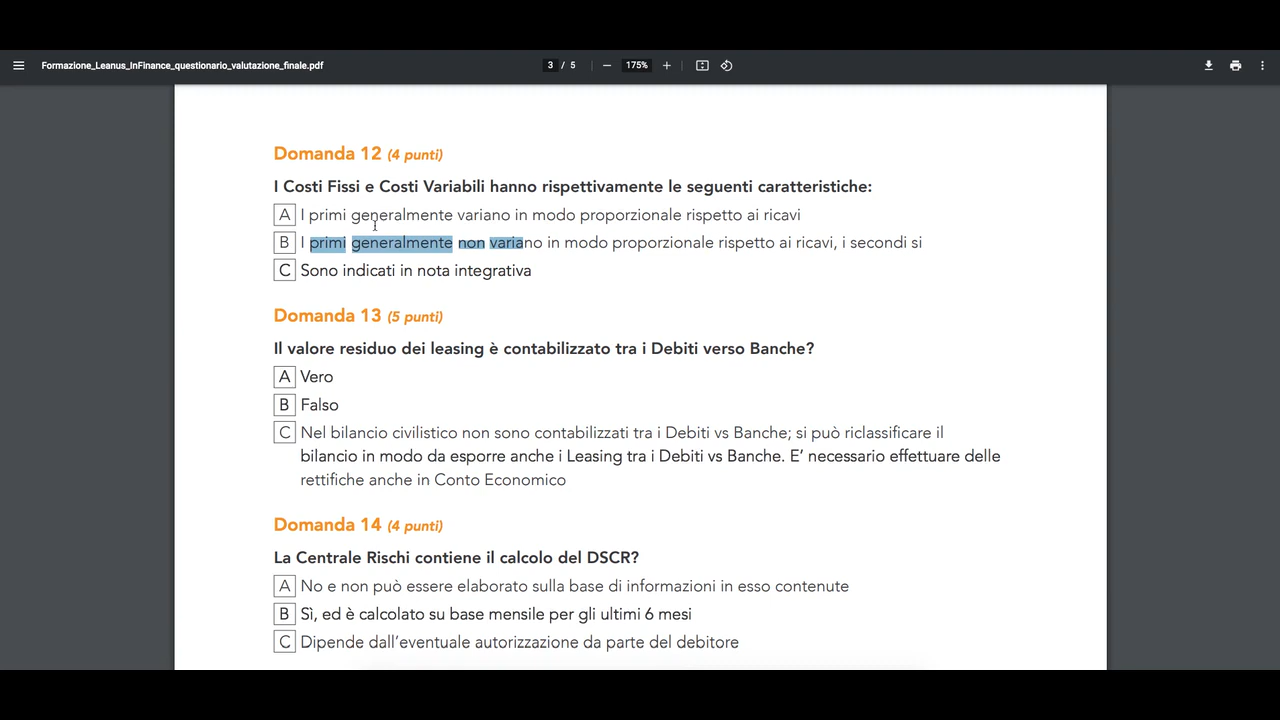 Formazione_Leanus_InFinance_questionario_valutazione_finale.pdf
3 / 5
175%
Domanda 12 (4 punti)
I Costi Fissi e Costi Variabili hanno rispettivamente le seguenti caratteristiche:
A I primi generalmente variano in modo proporzionale rispetto ai ricavi
B I primi generalmente non variano in modo proporzionale rispetto ai ricavi, i secondi si
C Sono indicati in nota integrativa
Domanda 13 (5 punti)
Il valore residuo dei leasing è contabilizzato tra i Debiti verso Banche?
A Vero
B Falso
C Nel bilancio civilistico non sono contabilizzati tra i Debiti vs Banche; si può riclassificare il
bilancio in modo da esporre anche i Leasing tra i Debiti vs Banche. E' necessario effettuare delle
rettifiche anche in Conto Economico
Domanda 14 (4 punti)
La Centrale Rischi contiene il calcolo del DSCR?
A No e non può essere elaborato sulla base di informazioni in esso contenute
B Sì, ed è calcolato su base mensile per gli ultimi 6 mesi
C Dipende dall'eventuale autorizzazione da parte del debitore